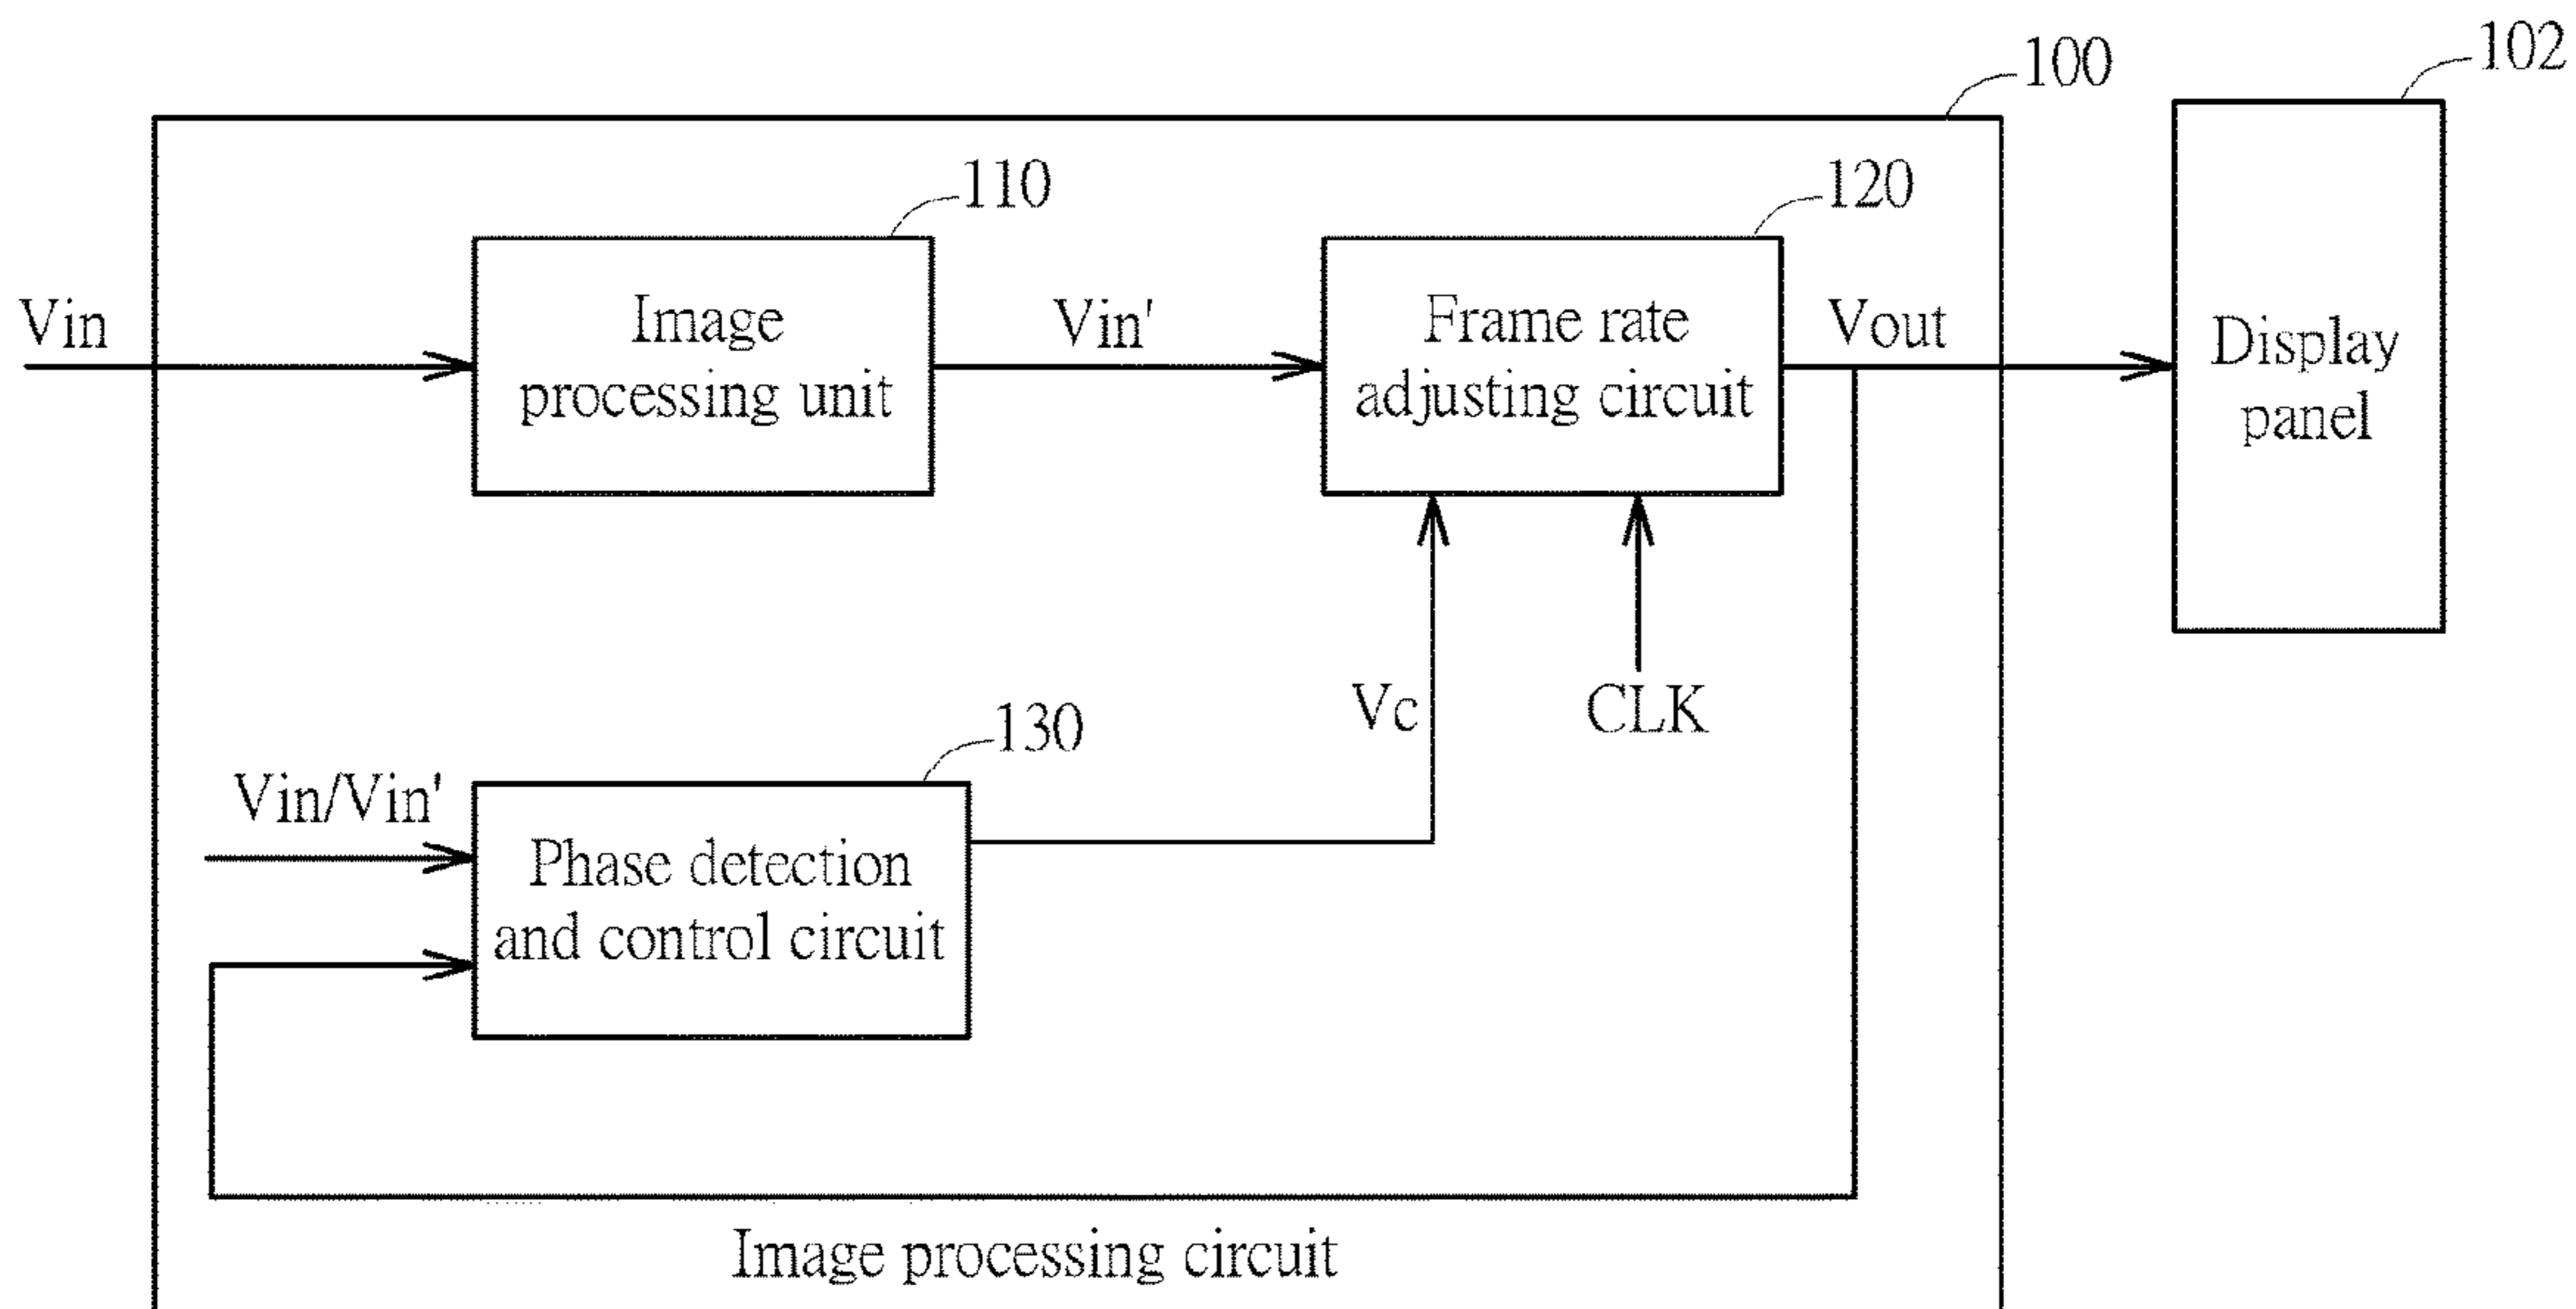 102
100
110
120
Vin
Image
processing unit
Vin'
Frame rate
adjusting circuit
Vout
Display
panel
Vc
CLK
130
Vin/Vin'
Phase detection
and control circuit
Image processing circuit